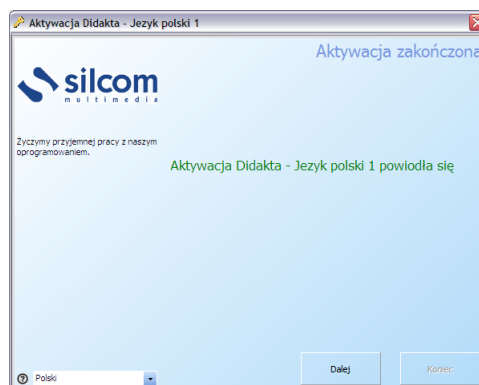 Aktywacja Didakta - Jezyk polski 1
Aktywacja zakończona
silcom
multimedia
Życzymy przyjemnej pracy z naszym
oprogramowaniem.
Aktywacja Didakta - Jezyk polski 1 powiodła się
Dalej
Koniec
Polski